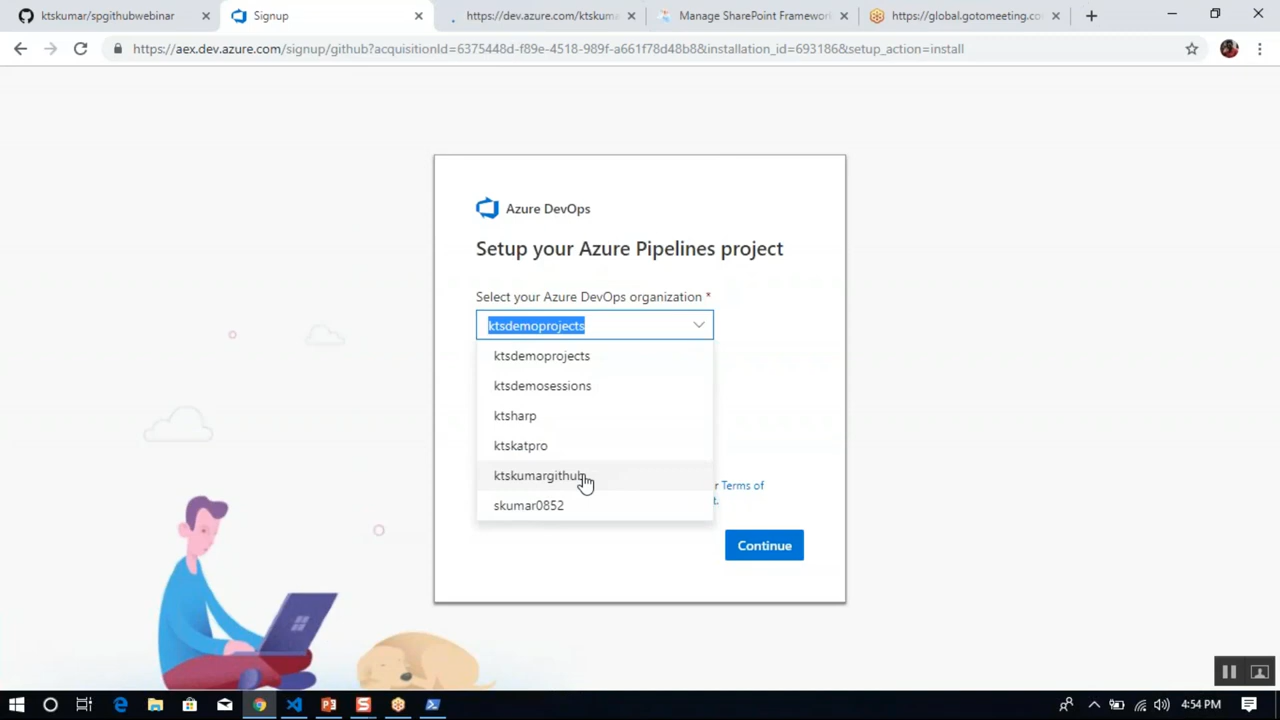 ktskumar/spgithubwebinar
Signup
https://dev.azure.com/ktskuma
Manage SharePoint Framework
https://global.gotomeeting.co
https://aex.dev.azure.com/signup/github?acquisitionId=6375448d-f89e-4518-989f-a661f78d48b8&installation_id=693186&setup_action=install
Azure DevOps
Setup your Azure Pipelines project
Select your Azure DevOps organization *
ktsdemoprojects
ktsdemoprojects
ktsdemosessions
ktsharp
ktskatpro
ktskumargithub
skumar0852
r Terms of
t.
Continue
4:54 PM